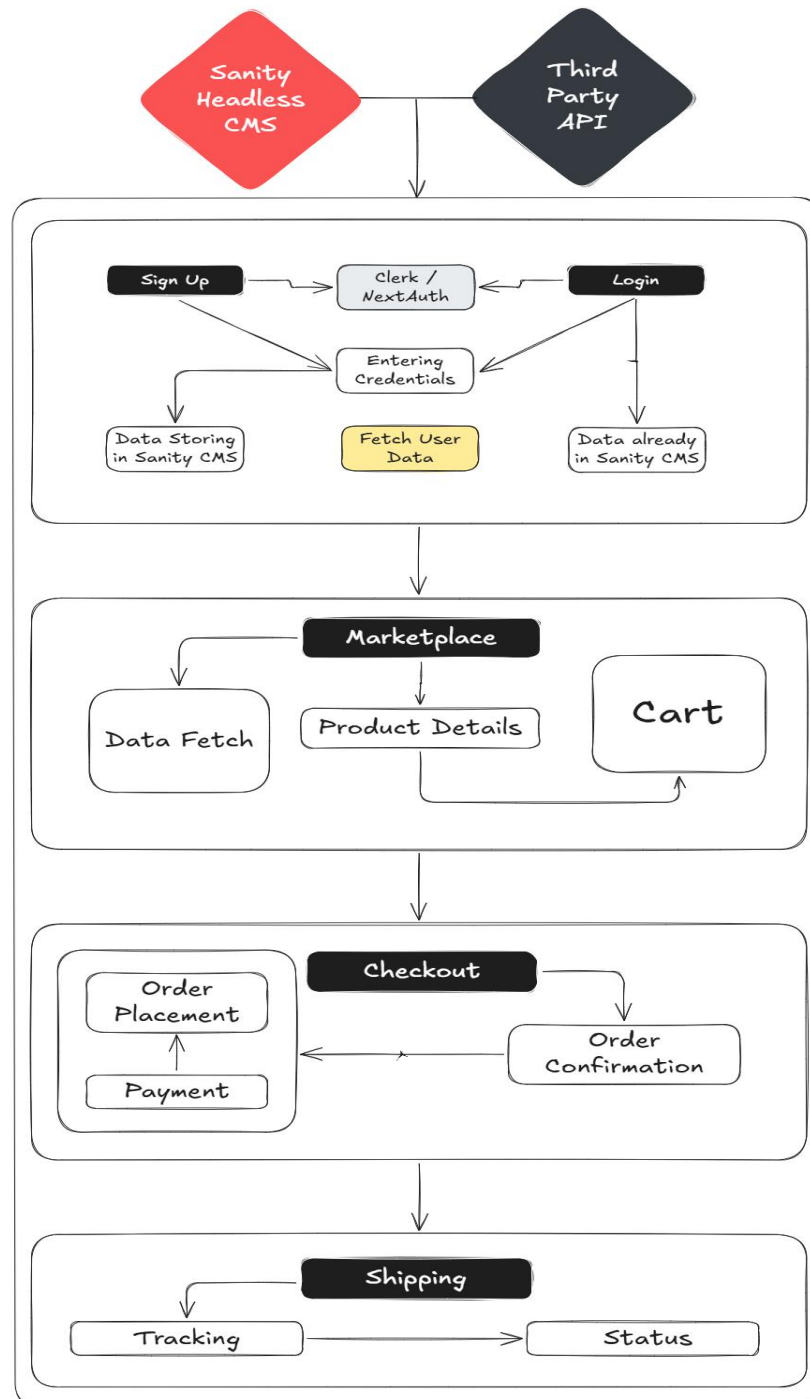 Sanity
Headless
CMS
Third
Party
API
Sign Up
Clerk /
NextAuth
Login
Entering
Credentials
Data Storing
in Sanity CMS
Fetch User
Data
Data already
in Sanity CMS
Marketplace
Data Fetch
Product Details
Cart
Checkout
Order
Placement
Payment
Order
Confirmation
Shipping
Tracking
Status